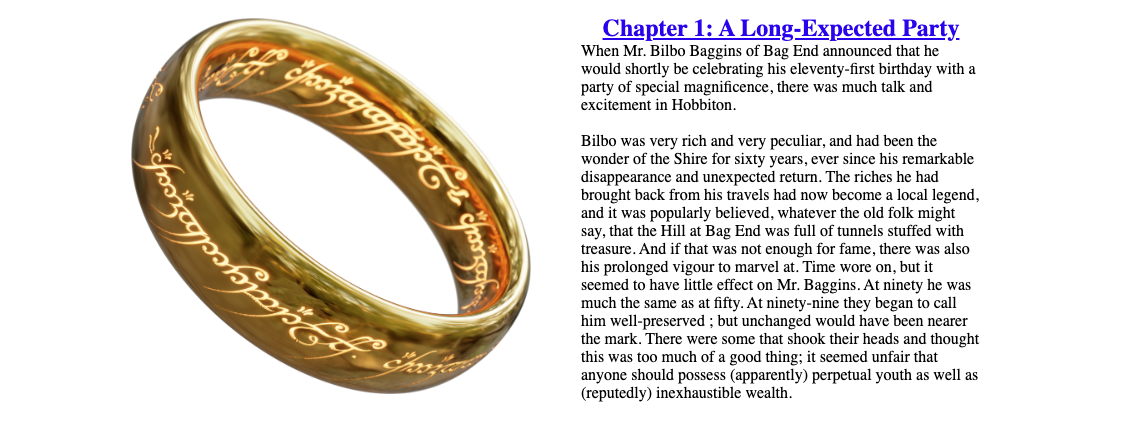 Chapter 1: A Long-Expected Party
When Mr. Bilbo Baggins of Bag End announced that he
would shortly be celebrating his eleventy-first birthday with a
party of special magnificence, there was much talk and
excitement in Hobbiton.
Bilbo was very rich and very peculiar, and had been the
wonder of the Shire for sixty years, ever since his remarkable
disappearance and unexpected return. The riches he had
brought back from his travels had now become a local legend,
and it was popularly believed, whatever the old folk might
say, that the Hill at Bag End was full of tunnels stuffed with
treasure. And if that was not enough for fame, there was also
his prolonged vigour to marvel at. Time wore on, but it
seemed to have little effect on Mr. Baggins. At ninety he was
much the same as at fifty. At ninety-nine they began to call
him well-preserved ; but unchanged would have been nearer
the mark. There were some that shook their heads and thought
this was too much of a good thing; it seemed unfair that
anyone should possess (apparently) perpetual youth as well as
(reputedly) inexhaustible wealth.